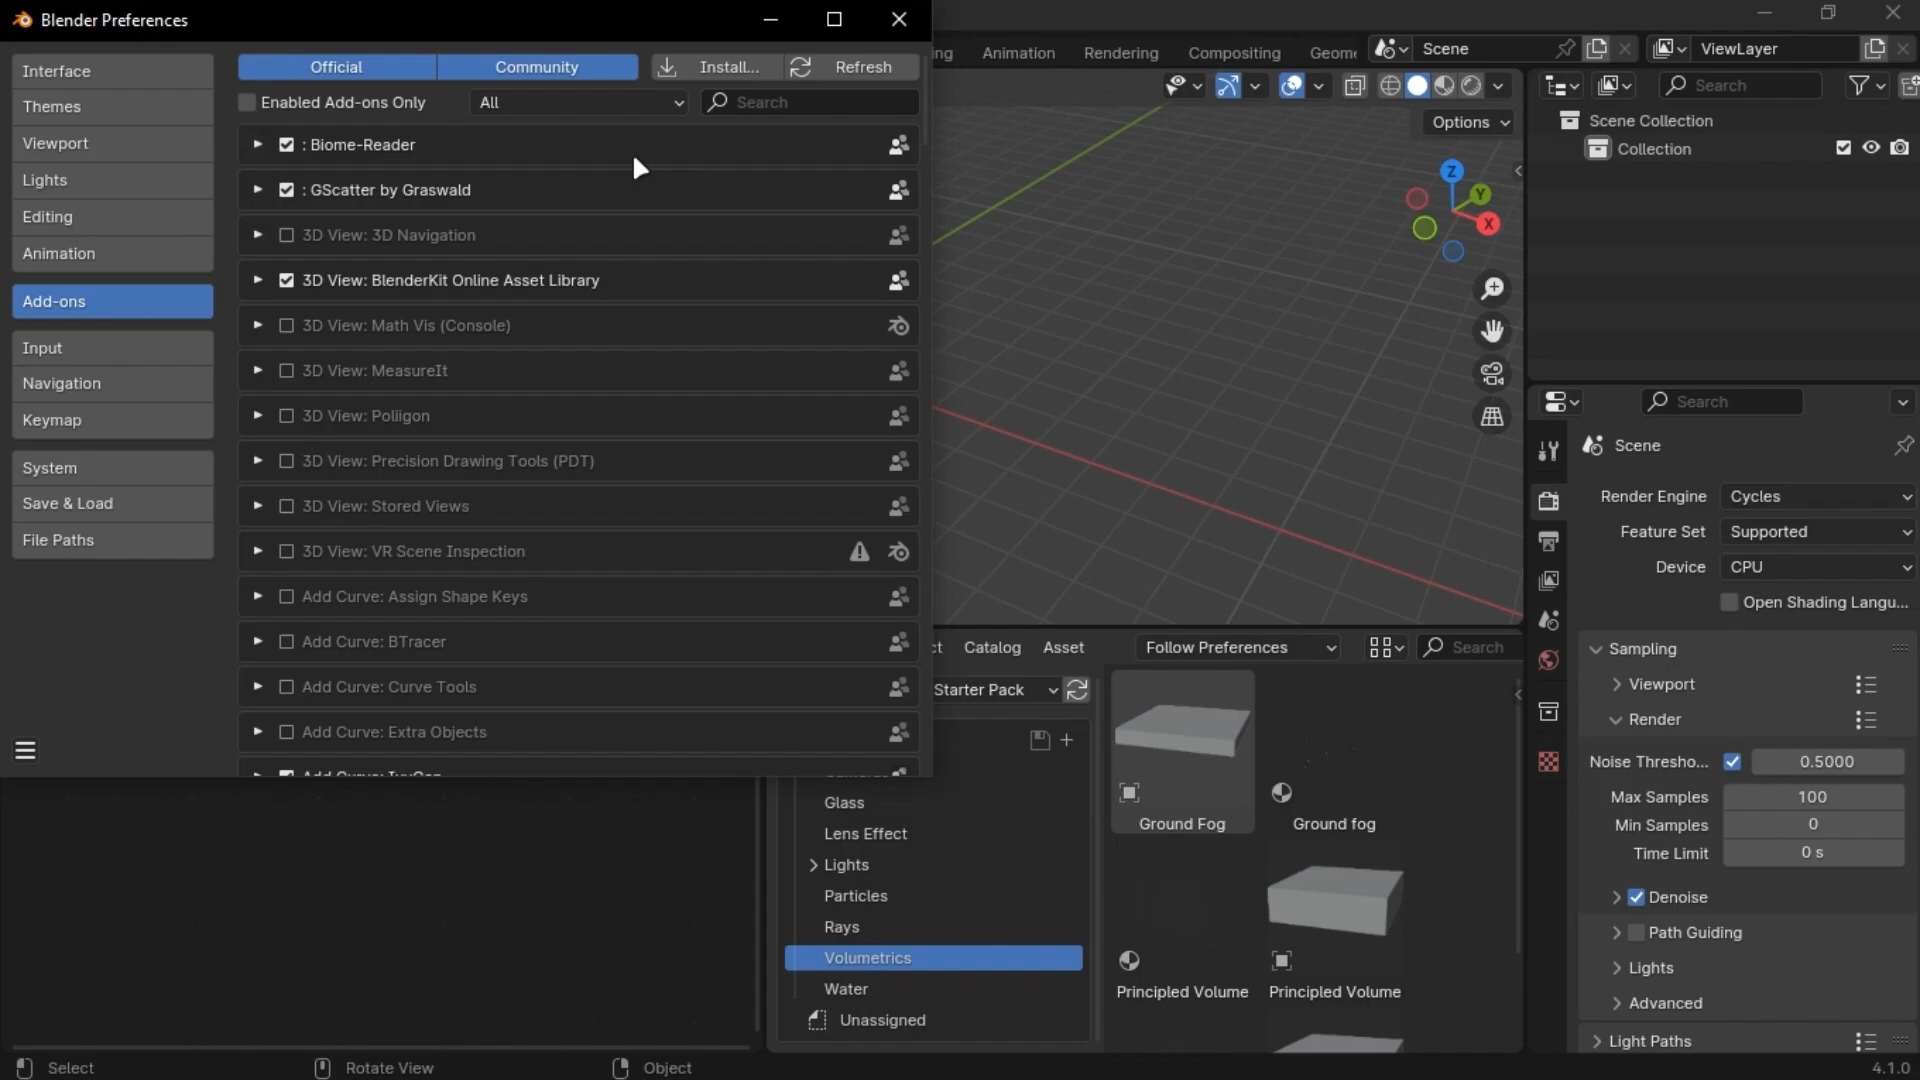 Blender Preferences
Interface
Themes
Viewport
Lights
Editing
Animation
Add-ons
Input
Navigation
Keymap
System
Save & Load
File Paths
Official
Community
Install...
Refresh
Enabled Add-ons Only
All
Search
: Biome-Reader
: GScatter by Graswald
3D View: 3D Navigation
3D View: BlenderKit Online Asset Library
3D View: Math Vis (Console)
3D View: MeasureIt
3D View: Poliigon
3D View: Precision Drawing Tools (PDT)
3D View: Stored Views
3D View: VR Scene Inspection
Add Curve: Assign Shape Keys
Add Curve: BTracer
Add Curve: Curve Tools
Add Curve: Extra Objects
ing
Animation
Rendering
Compositing
Geome
Scene
ViewLayer
Options
Z
Y
X
Search
Scene Collection
Collection
Search
Scene
Render Engine
Cycles
Feature Set
Supported
Device
CPU
Open Shading Langu...
Sampling
Viewport
Render
Noise Thresho...
0.5000
Max Samples
100
Min Samples
0
Time Limit
0 s
Denoise
Path Guiding
Lights
Advanced
Light Paths
ct
Catalog
Asset
Follow Preferences
Search
Starter Pack
Glass
Lens Effect
Lights
Particles
Rays
Volumetrics
Water
Unassigned
Ground Fog
Ground fog
Principled Volume
Principled Volume
Select
Rotate View
Object
4.1.0